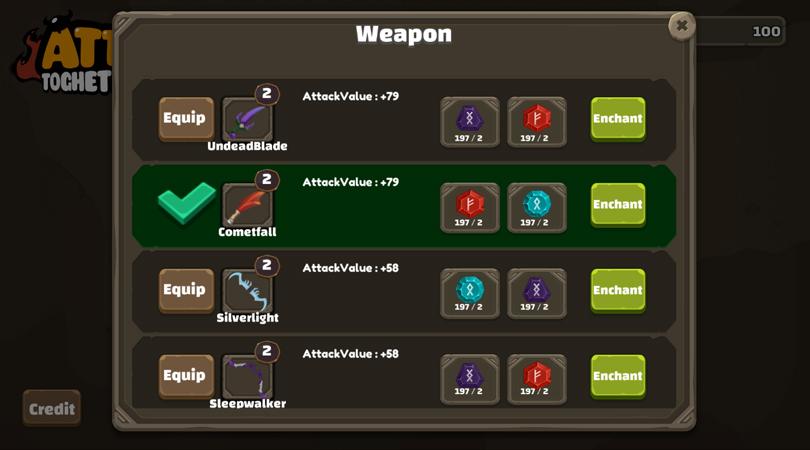 Weapon
100
ATT
TOGHET
2
AttackValue : +79
Equip
197 / 2
197 / 2
Enchant
UndeadBlade
2
AttackValue : +79
197 / 2
197 / 2
Enchant
Cometfall
2
AttackValue : +58
Equip
197 / 2
197 / 2
Enchant
Silverlight
2
AttackValue : +58
Equip
197 / 2
197 / 2
Enchant
Sleepwalker
Credit